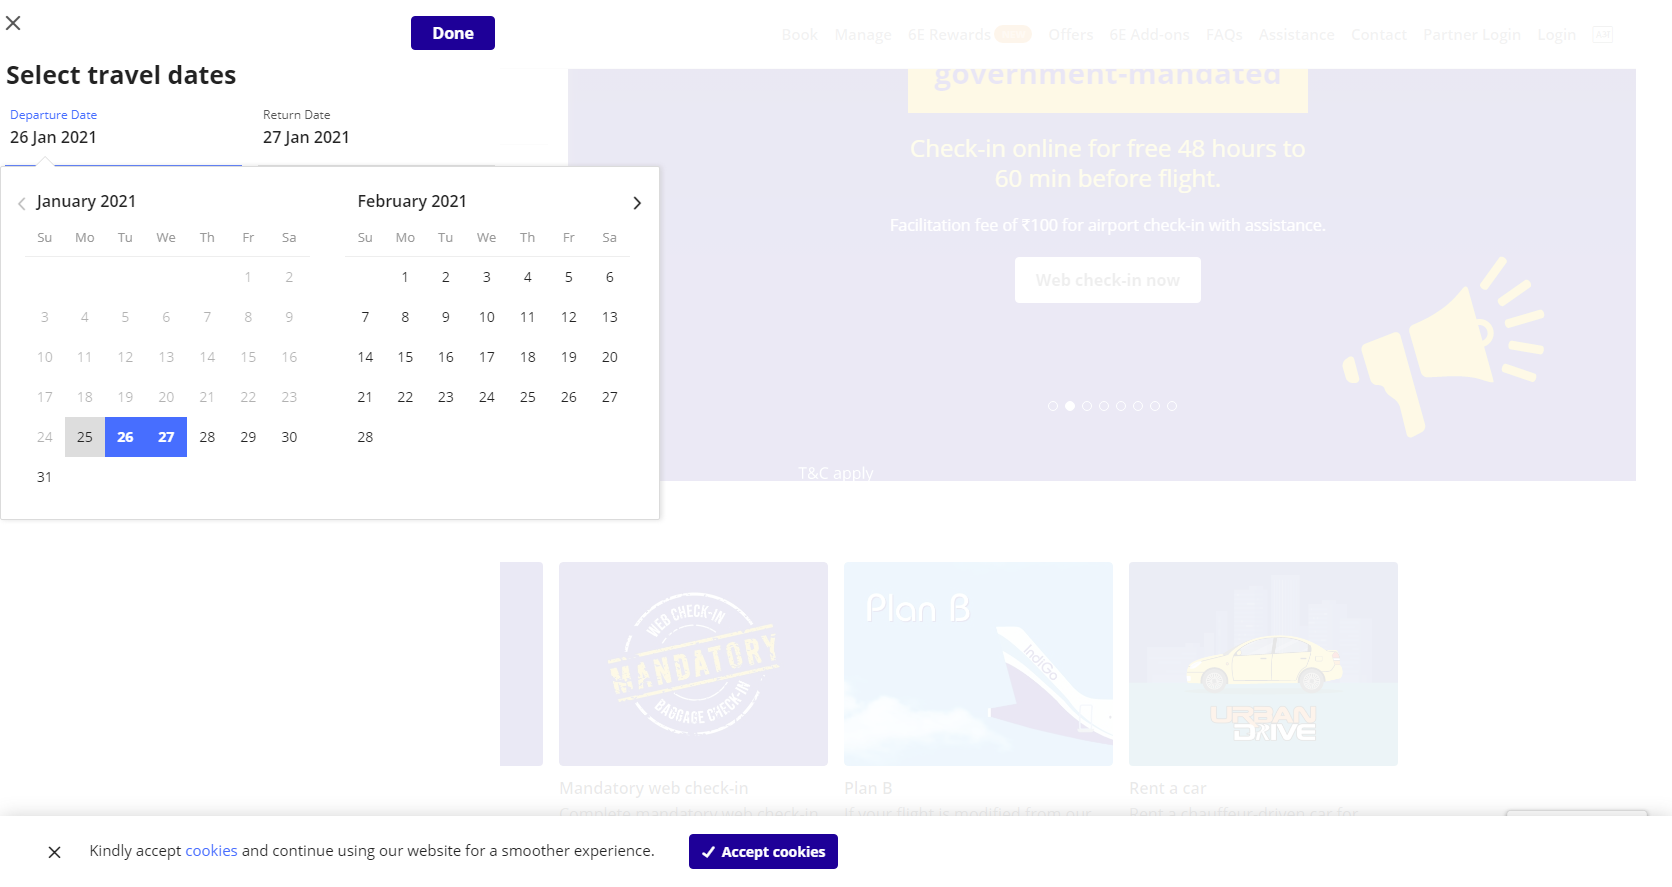 Done
Select travel dates
Departure Date
26 Jan 2021
Return Date
27 Jan 2021
Book Manage 6E Rewards Offers 6E Add-ons FAQs Assistance Contact Partner Login Login
government-mandated
Check-in online for free 48 hours to
60 min before flight.
Facilitation fee of ₹100 for airport check-in with assistance.
Web check-in now
T&C apply
January 2021
Su Mo Tu We Th Fr Sa
1 2
3 4 5 6 7 8 9
10 11 12 13 14 15 16
17 18 19 20 21 22 23
24 25 26 27 28 29 30
31
February 2021
Su Mo Tu We Th Fr Sa
1 2 3 4 5 6
7 8 9 10 11 12 13
14 15 16 17 18 19 20
21 22 23 24 25 26 27
28
WEB CHECK-IN
MANDATORY
BAGGAGE CHECK-IN
Mandatory web check-in
Complete mandatory web check-in
Plan B
IndiGo
Plan B
If your flight is modified from our
URBAN
DRIVE
Rent a car
Rent a chauffeur-driven car for
Kindly accept cookies and continue using our website for a smoother experience.
Accept cookies